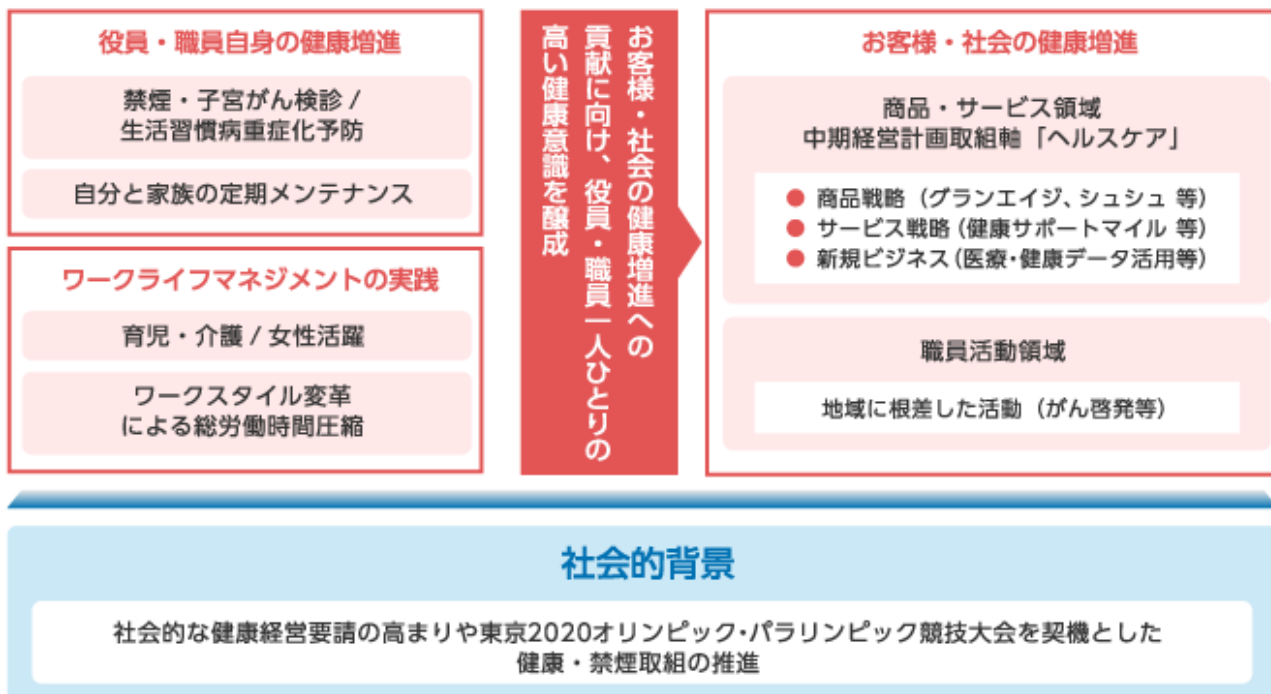 役員・職員自身の健康増進
禁煙・子宮がん検診 /
生活習慣病重症化予防
自分と家族の定期メンテナンス
ワークライフマネジメントの実践
育児・介護 / 女性活躍
ワークスタイル変革
による総労働時間圧縮
お客様・社会の健康増進への
貢献に向け、役員・職員一人ひとりの
高い健康意識を醸成
お客様・社会の健康増進
商品・サービス領域
中期経営計画取組軸「ヘルスケア」
● 商品戦略（グランエイジ、シュシュ 等）
● サービス戦略（健康サポートマイル 等）
● 新規ビジネス（医療・健康データ活用等）
職員活動領域
地域に根差した活動（がん啓発等）
社会的背景
社会的な健康経営要請の高まりや東京2020オリンピック・パラリンピック競技大会を契機とした
健康・禁煙取組の推進